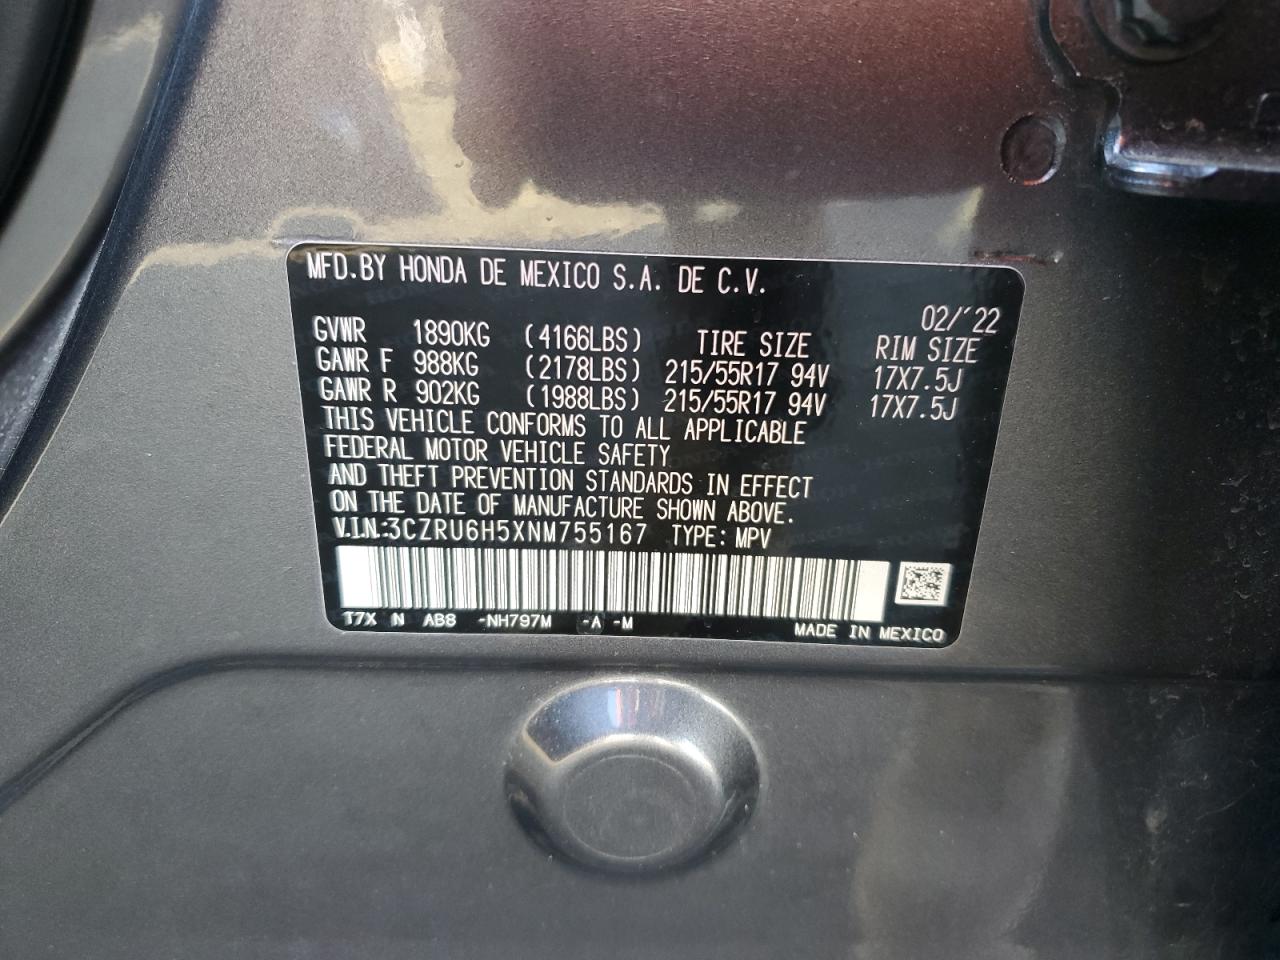 MFD.BY HONDA DE MEXICO S.A. DE C.V.
02/'22
GVWR 1890KG (4166LBS) TIRE SIZE RIM SIZE
GAWR F 988KG (2178LBS) 215/55R17 94V 17X7.5J
GAWR R 902KG (1988LBS) 215/55R17 94V 17X7.5J
THIS VEHICLE CONFORMS TO ALL APPLICABLE
FEDERAL MOTOR VEHICLE SAFETY
AND THEFT PREVENTION STANDARDS IN EFFECT
ON THE DATE OF MANUFACTURE SHOWN ABOVE.
V.I.N.:3CZRU6H5XNM755167 TYPE: MPV
T7X N AB8 -NH797M -A -M MADE IN MEXICO